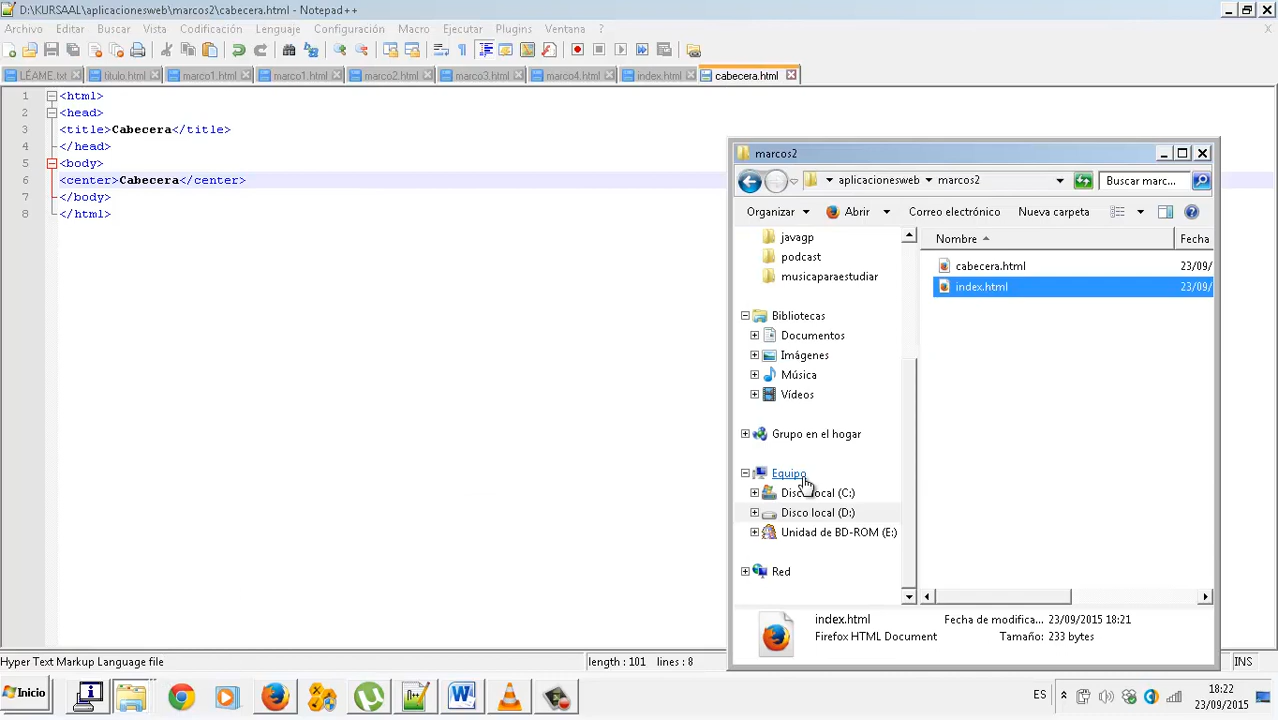 D:\KURSAAL\aplicacionesweb\marcos2\cabecera.html - Notepad++
Archivo Editar Buscar Vista Codificación Lenguaje Configuración Macro Ejecutar Plugins Ventana ? X
LÉAME.txt titulo.html marco1.html marco1.html marco2.html marco3.html marco4.html index.html cabecera.html
1 <html>
2 <head>
3 <title>Cabecera</title>
4 </head>
5 <body>
6 <center>Cabecera</center>
7 </body>
8 </html>
marcos2
aplicacionesweb marcos2 Buscar marc...
Organizar Abrir Correo electrónico Nueva carpeta
Nombre Fecha
javagp
podcast
musicaparaestudiar
Bibliotecas
Documentos
Imágenes
Música
Vídeos
Grupo en el hogar
Equipo
Disco local (C:)
Disco local (D:)
Unidad de BD-ROM (E:)
Red
cabecera.html 23/09/
index.html 23/09/
index.html Fecha de modifica... 23/09/2015 18:21
Firefox HTML Document Tamaño: 233 bytes
Hyper Text Markup Language file length : 101 lines : 8 INS
Inicio ES 18:22
23/09/2015